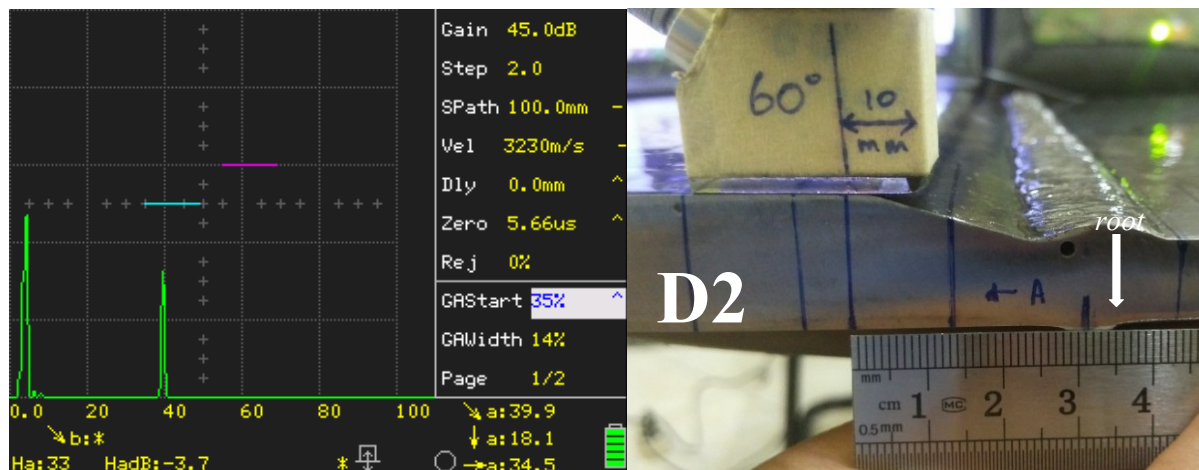 Gain 45.0dB
Step 2.0
SPath 100.0mm -
Vel 3230m/s -
Dly 0.0mm ^
Zero 5.66us ^
Rej 0%
GAStart 35% ^
GAWidth 14%
Page 1/2
0.0 20 40 60 80 100
a:39.9
b:*
a:18.1
Ha:33 HadB:-3.7 *
a:34.5
60°
10
mm
root
D2
← A
mm
cm 1 MC 2 3 4
0.5mm